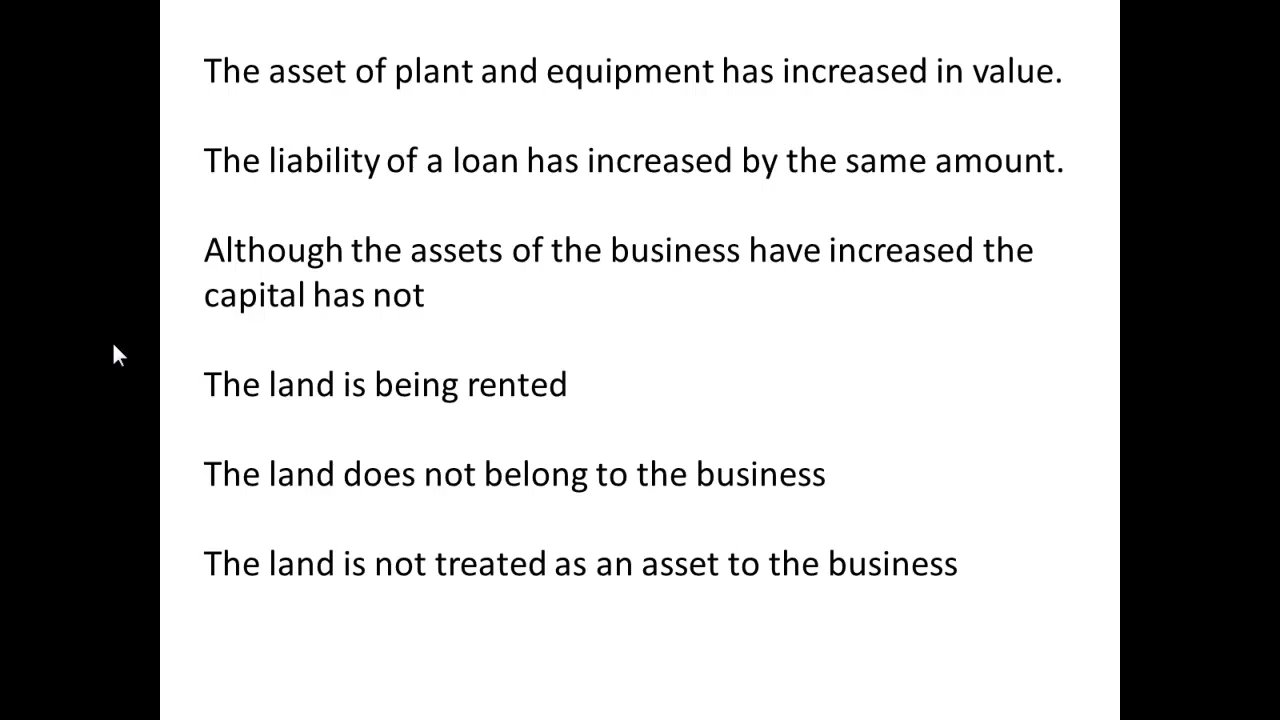 The asset of plant and equipment has increased in value.
The liability of a loan has increased by the same amount.
Although the assets of the business have increased the
capital has not
The land is being rented
The land does not belong to the business
The land is not treated as an asset to the business